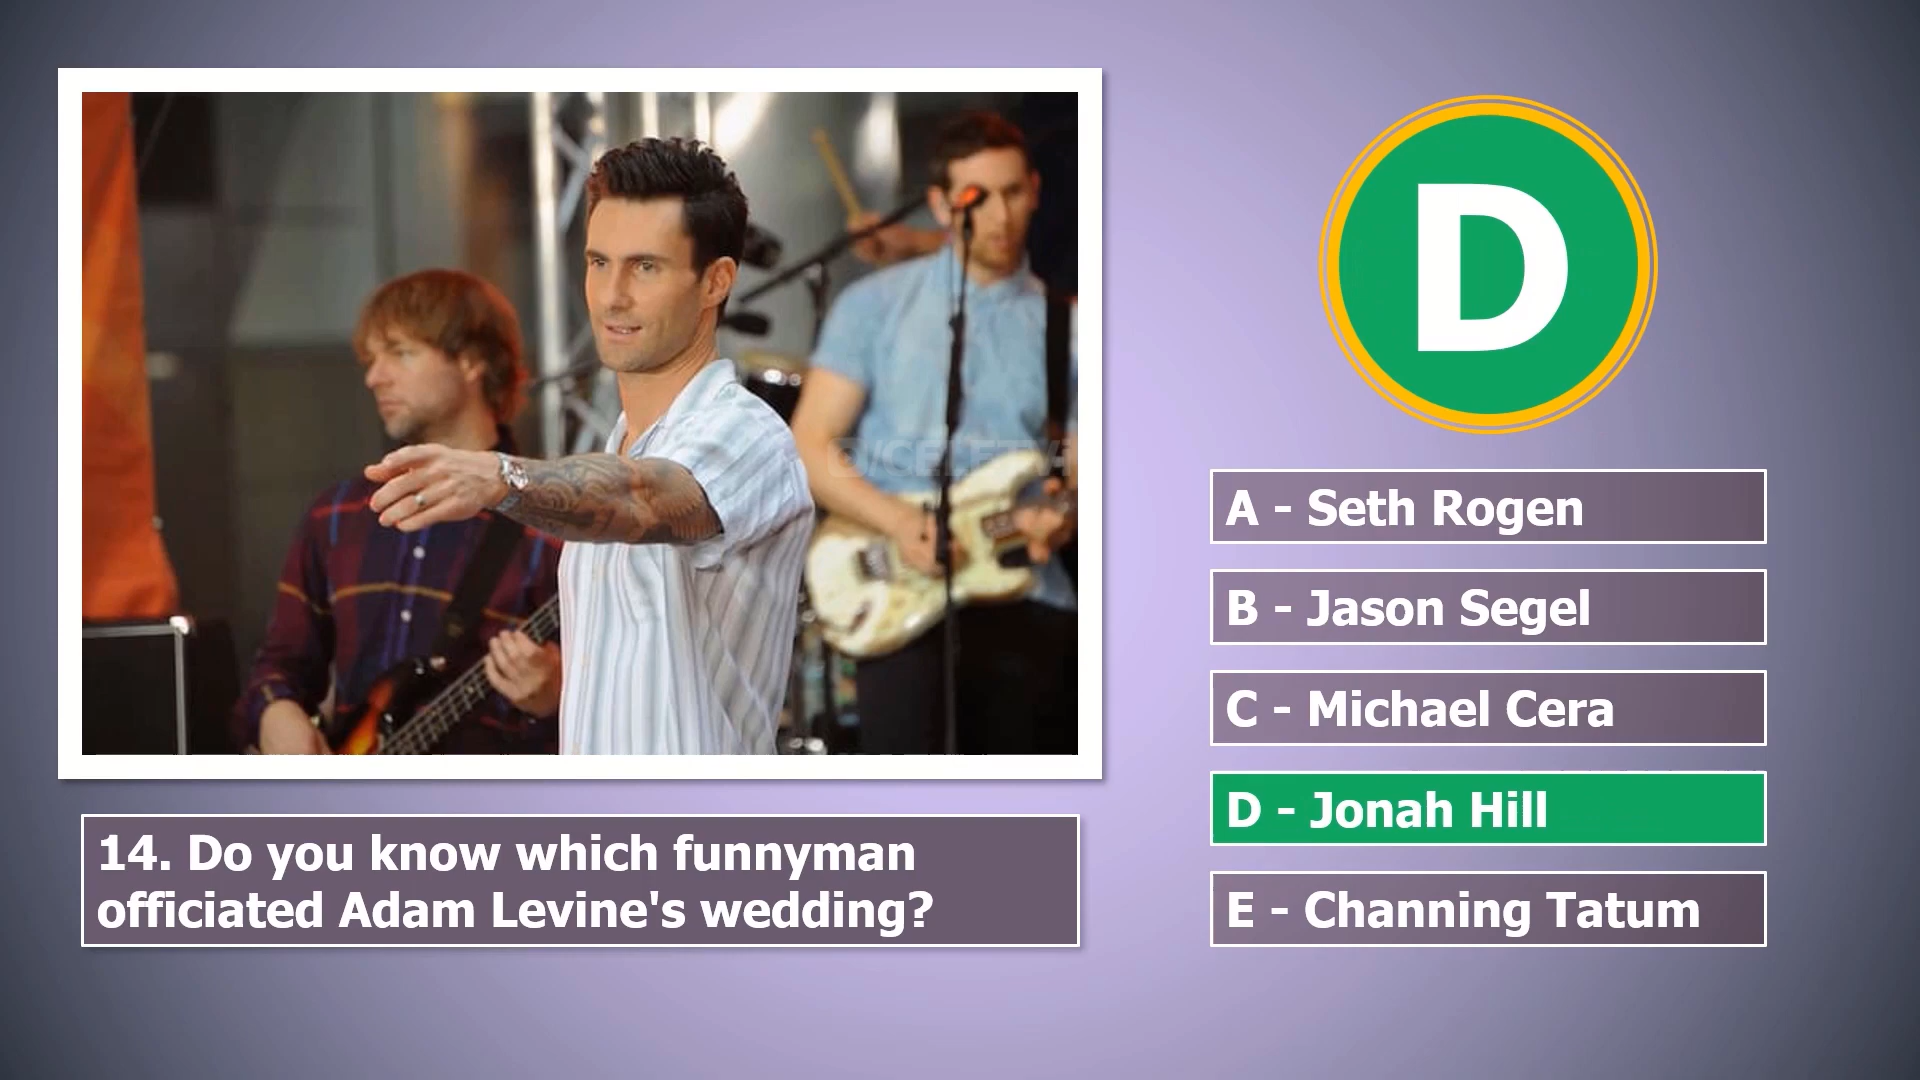 D
A - Seth Rogen
B - Jason Segel
C - Michael Cera
D - Jonah Hill
E - Channing Tatum
14. Do you know which funnyman
officiated Adam Levine's wedding?